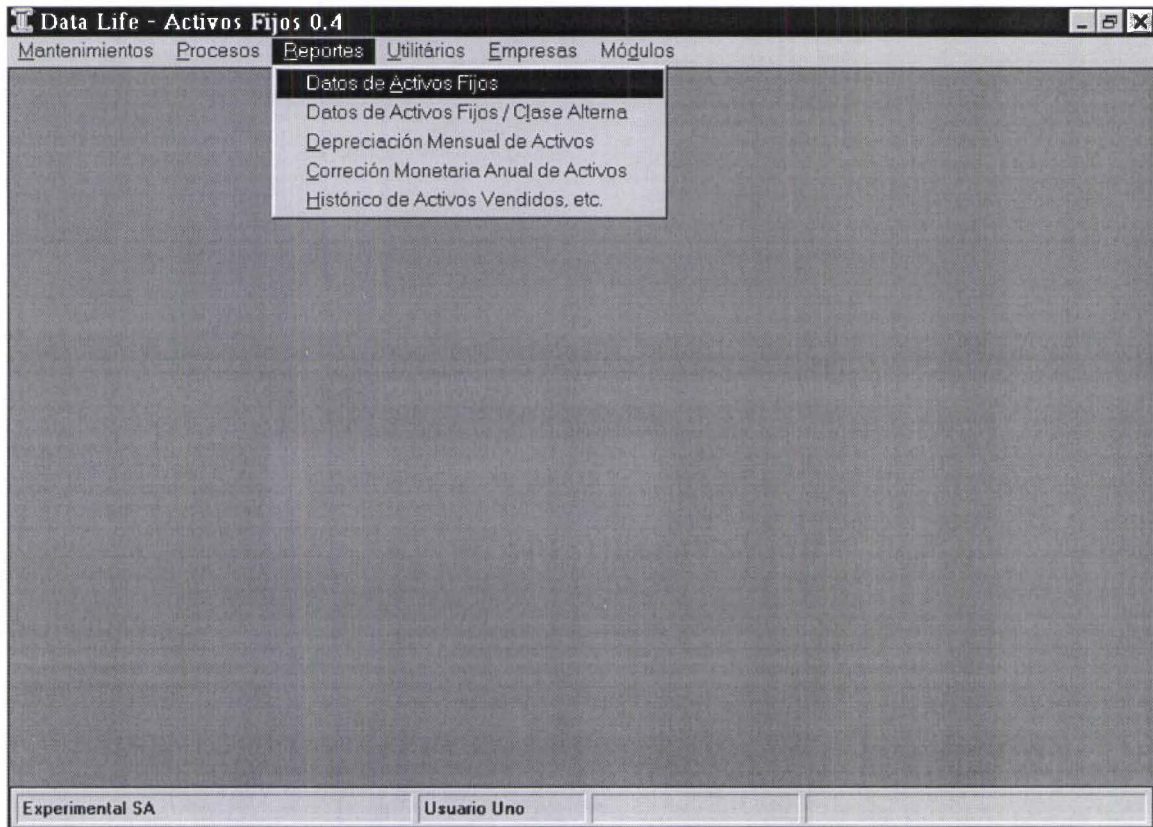 Data Life - Activos Fijos 0.4
Mantenimientos Procesos Reportes Utilitários Empresas Módulos
Datos de Activos Fijos
Datos de Activos Fijos / Clase Alterna
Depreciación Mensual de Activos
Correción Monetaria Anual de Activos
Histórico de Activos Vendidos, etc.
Experimental SA Usuario Uno